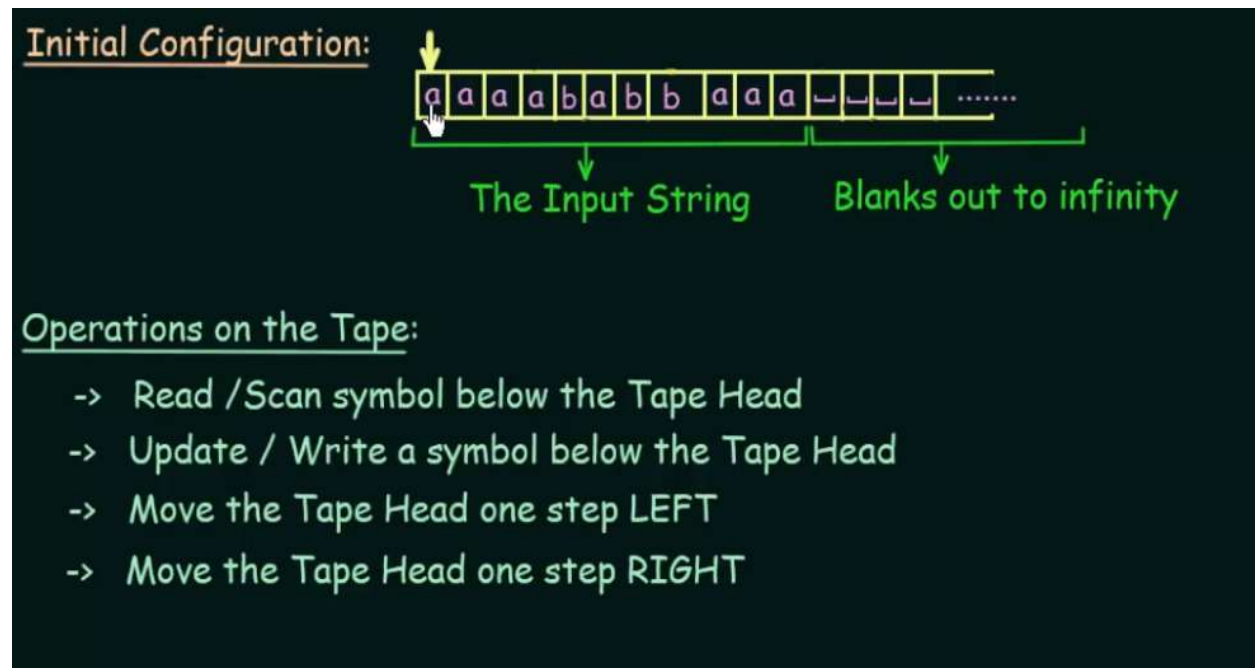 Initial Configuration:
a a a a b a b b a a a ⎵ ⎵ ⎵ ⎵ .......
The Input String
Blanks out to infinity
Operations on the Tape:
-> Read /Scan symbol below the Tape Head
-> Update / Write a symbol below the Tape Head
-> Move the Tape Head one step LEFT
-> Move the Tape Head one step RIGHT